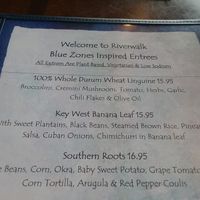 Welcome to Riverwalk
Blue Zones Inspired Entrees
All Entrees Are Plant Based, Vegetarian & Low Sodium
100% Whole Durum Wheat Linguine 15.95
Broccolini, Cremini Mushrooms, Tomato, Herbs, Garlic,
Chili Flakes & Olive Oil
Key West Banana Leaf 15.95
With Sweet Plantains, Black Beans, Steamed Brown Rice, Pineapple
Salsa, Cuban Onions, Chimichurri in Banana leaf
Southern Roots 16.95
Beans, Corn, Okra, Baby Sweet Potato, Grape Tomato
Corn Tortilla, Arugula & Red Pepper Coulis